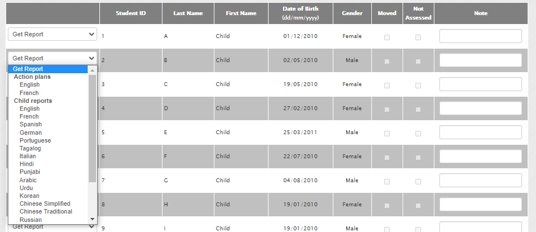 Student ID Last Name First Name Date of Birth (dd/mm/yyyy) Gender Moved Not Assessed Note
Get Report 1 A Child 01/12/2010 Female
Get Report 2 B Child 02/05/2010 Male
Get Report
Action plans
English
French
Child reports
English
French
Spanish
German
Portuguese
Tagalog
Italian
Hindi
Punjabi
Arabic
Urdu
Korean
Chinese Simplified
Chinese Traditional
Russian
3 C Child 19/05/2010 Female
4 D Child 27/02/2010 Female
5 E Child 25/03/2011 Male
6 F Child 22/07/2010 Female
7 G Child 04/08/2010 Male
8 H Child 19/01/2010 Female
Get Report 9 I Child 19/01/2010 Male